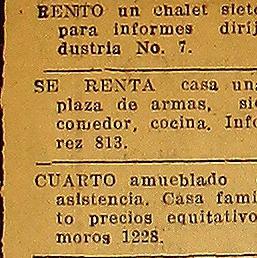 RENTO un chalet siete
para informes dirij
dustria No. 7.
SE RENTA casa una
plaza de armas, sie
comedor, cocina. Info
rez 813.
CUARTO amueblado
asistencia. Casa fami
to precios equitativo
moros 1228.